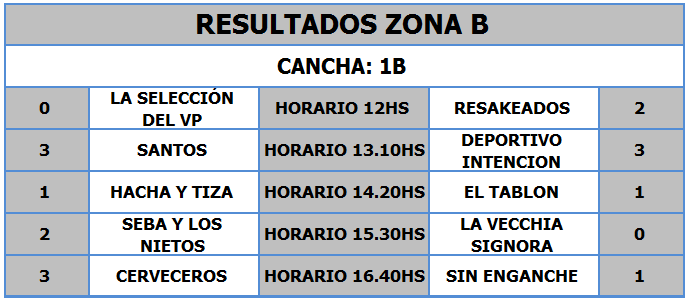 RESULTADOS ZONA B
CANCHA: 1B
0 LA SELECCIÓN DEL VP HORARIO 12HS RESAKEADOS 2
3 SANTOS HORARIO 13.10HS DEPORTIVO INTENCION 3
1 HACHA Y TIZA HORARIO 14.20HS EL TABLON 1
2 SEBA Y LOS NIETOS HORARIO 15.30HS LA VECCHIA SIGNORA 0
3 CERVECEROS HORARIO 16.40HS SIN ENGANCHE 1